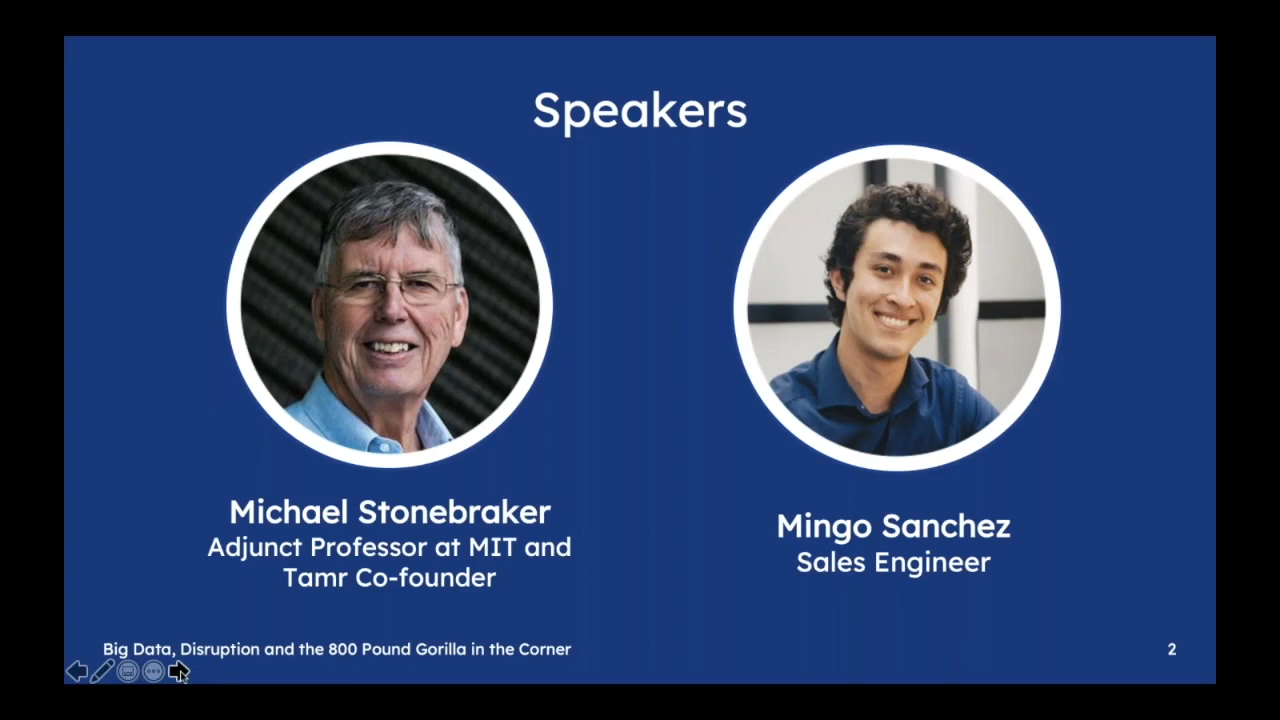 Speakers
Michael Stonebraker
Adjunct Professor at MIT and
Tamr Co-founder
Mingo Sanchez
Sales Engineer
Big Data, Disruption and the 800 Pound Gorilla in the Corner
2